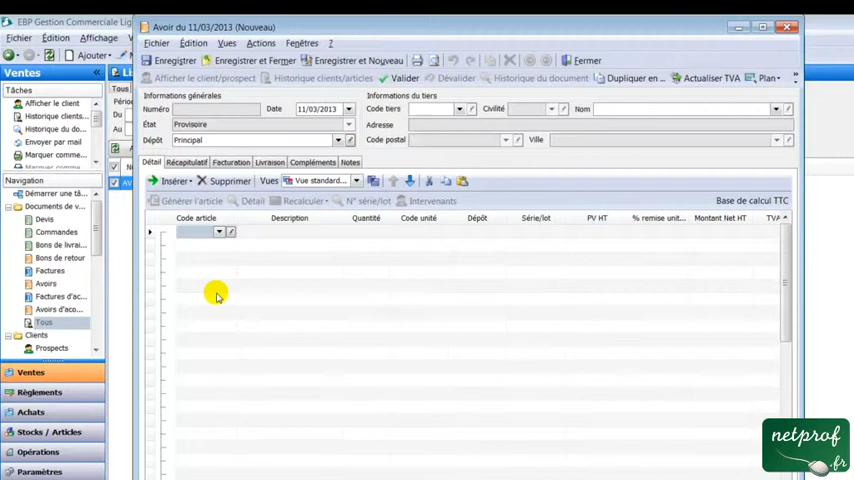 EBP Gestion Commerciale Lig
Fichier Édition Affichage
Ajouter
Ventes
Tâches
Afficher le client
Historique clients...
Historique du do...
Envoyer par mail
Marquer comme...
Marquer comme...
Navigation
Démarrer une tâ...
Documents de v...
Devis
Commandes
Bons de livrai...
Bons de retour
Factures
Avoirs
Factures d'ac...
Avoirs d'aco...
Tous
Clients
Prospects
Ventes
Règlements
Achats
Stocks / Articles
Opérations
Paramètres
Tous
Du
Au
Avoir du 11/03/2013 (Nouveau)
Fichier Édition Vues Actions Fenêtres ?
Enregistrer Enregistrer et Fermer Enregistrer et Nouveau Fermer
Afficher le client/prospect Historique clients/articles Valider Dévalider Historique du document Dupliquer en ... Actualiser TVA Plan
Informations générales Informations du tiers
Numéro Date 11/03/2013 Code tiers Civilité Nom
État Provisoire Adresse
Dépôt Principal Code postal Ville
Détail Récapitulatif Facturation Livraison Compléments Notes
Insérer Supprimer Vues Vue standard...
Générer l'article Détail Recalculer N° série/lot Intervenants Base de calcul TTC
Code article Description Quantité Code unité Dépôt Série/lot PV HT % remise unit... Montant Net HT TVA
netprof
.fr